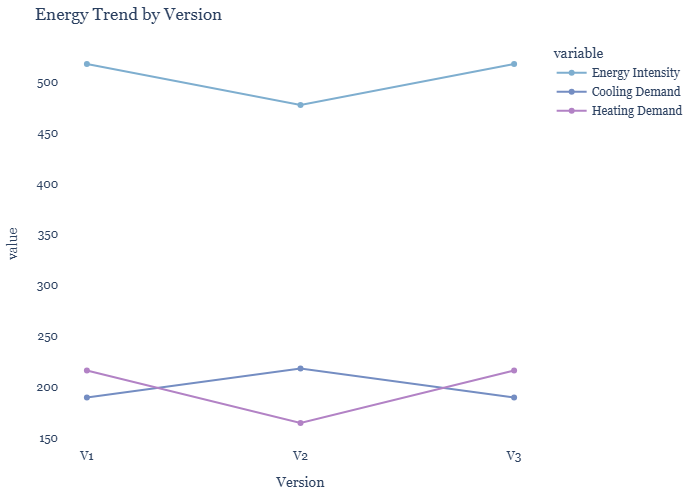 Energy Trend by Version
variable
Energy Intensity
Cooling Demand
Heating Demand
500
450
400
350
300
250
200
150
value
V1 V2 V3
Version